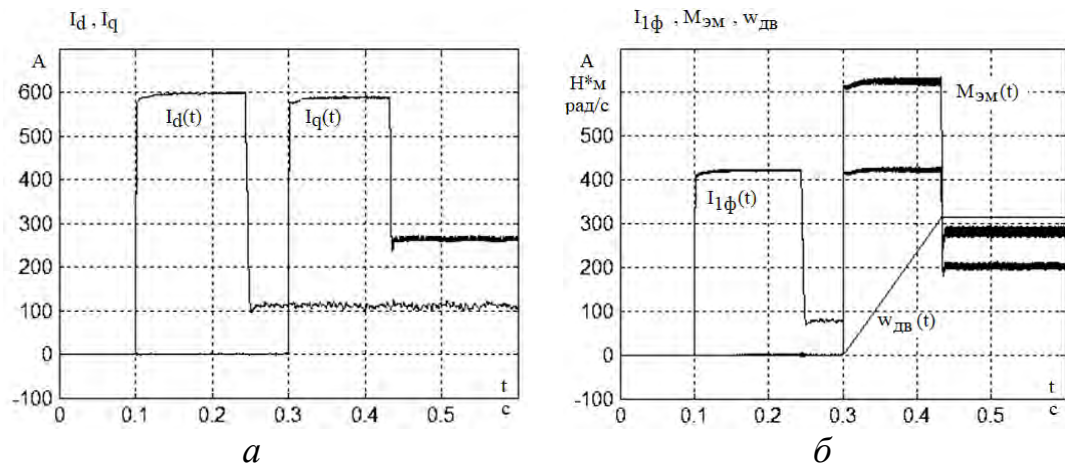 I_d , I_q
A
600
500
400
300
200
100
0
-100
I_d(t)
I_q(t)
t
c
0 0.1 0.2 0.3 0.4 0.5
а
I_1ф , M_эм , w_дв
A
Н*м
рад/с
500
400
300
200
100
0
-100
M_эм(t)
I_1ф(t)
w_дв(t)
t
c
0 0.1 0.2 0.3 0.4 0.5
б